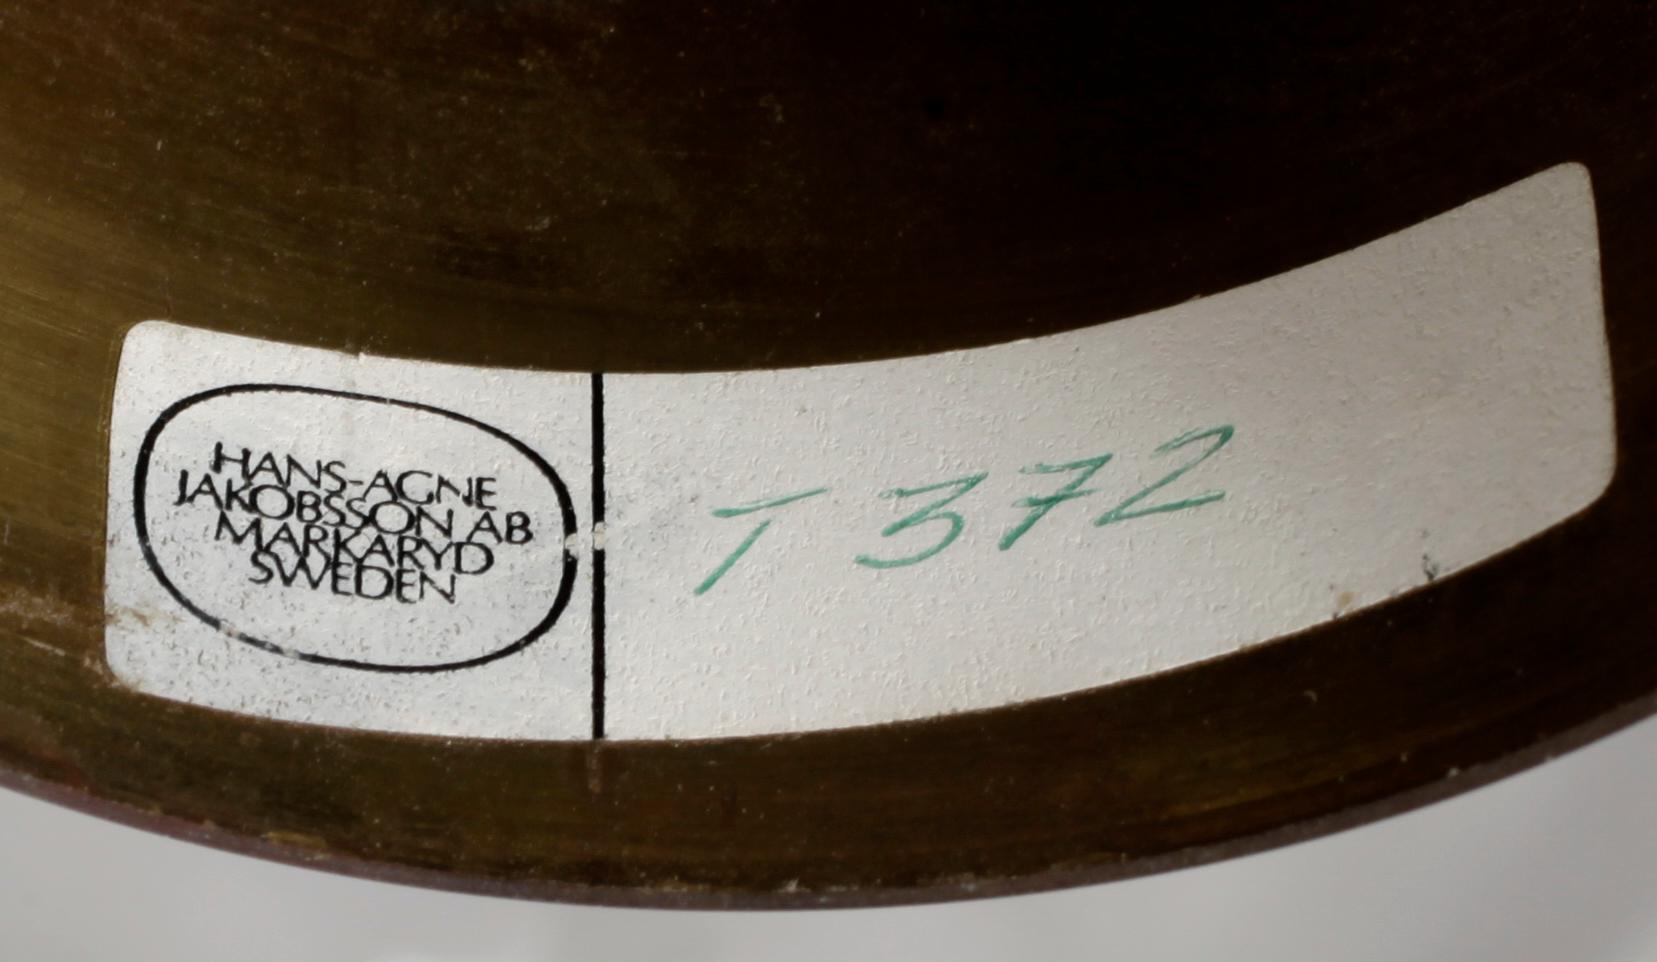 HANS-AGNE
JAKOBSSON AB
MARKARYD
SWEDEN
T 372